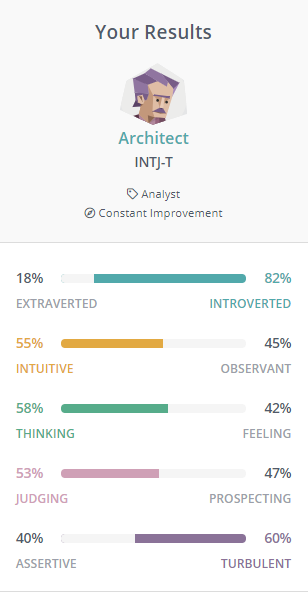 Your Results
Architect
INTJ-T
Analyst
Constant Improvement
18% 82%
EXTRAVERTED INTROVERTED
55% 45%
INTUITIVE OBSERVANT
58% 42%
THINKING FEELING
53% 47%
JUDGING PROSPECTING
40% 60%
ASSERTIVE TURBULENT